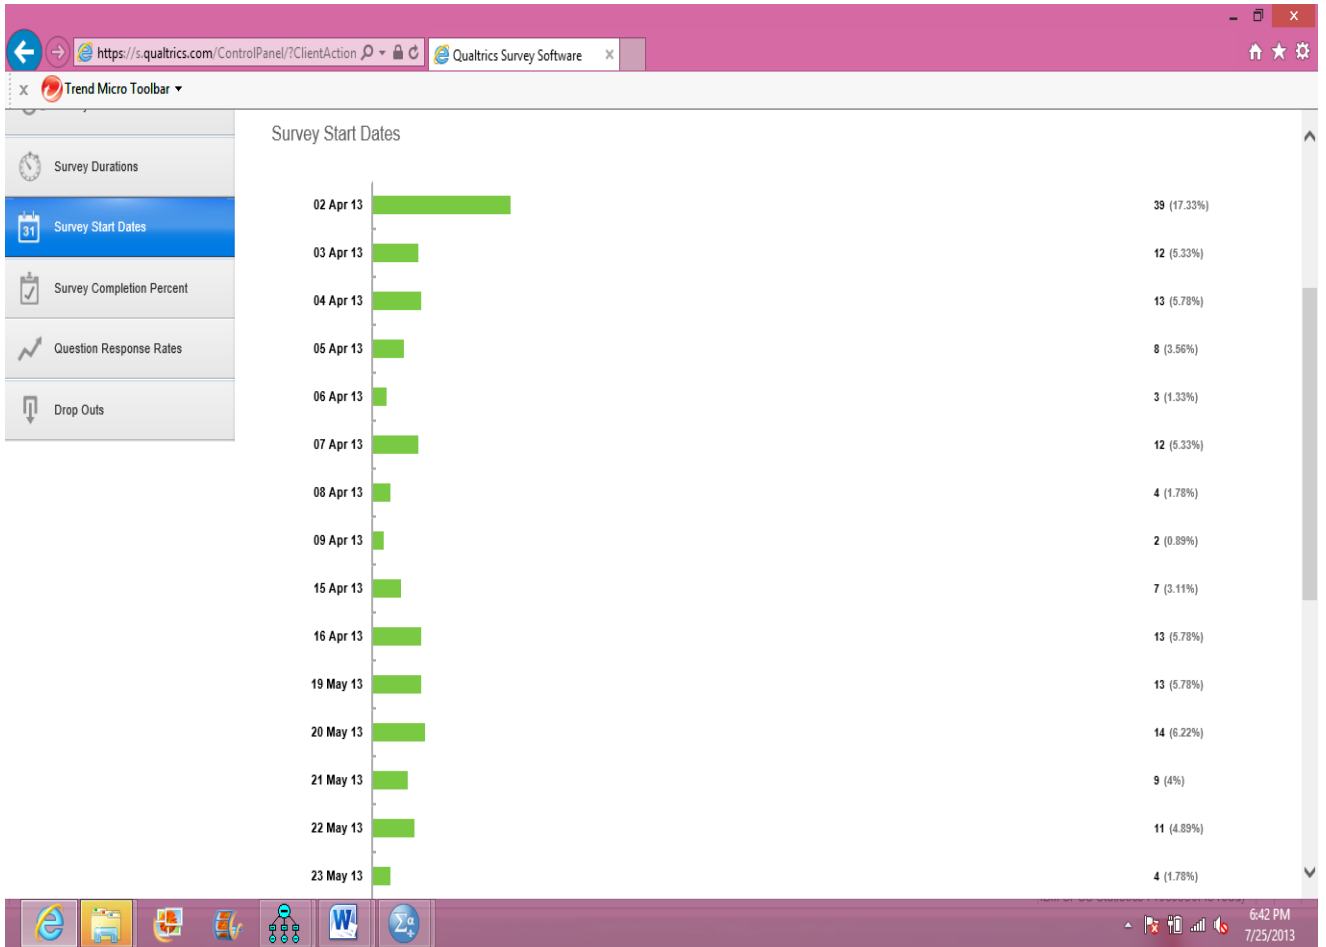 https://s.qualtrics.com/ControlPanel/?ClientAction
Qualtrics Survey Software
Trend Micro Toolbar
Survey Start Dates
Survey Durations
31 Survey Start Dates
Survey Completion Percent
Question Response Rates
Drop Outs
02 Apr 13 39 (17.33%)
03 Apr 13 12 (5.33%)
04 Apr 13 13 (5.78%)
05 Apr 13 8 (3.56%)
06 Apr 13 3 (1.33%)
07 Apr 13 12 (5.33%)
08 Apr 13 4 (1.78%)
09 Apr 13 2 (0.89%)
15 Apr 13 7 (3.11%)
16 Apr 13 13 (5.78%)
19 May 13 13 (5.78%)
20 May 13 14 (6.22%)
21 May 13 9 (4%)
22 May 13 11 (4.89%)
23 May 13 4 (1.78%)
6:42 PM
7/25/2013